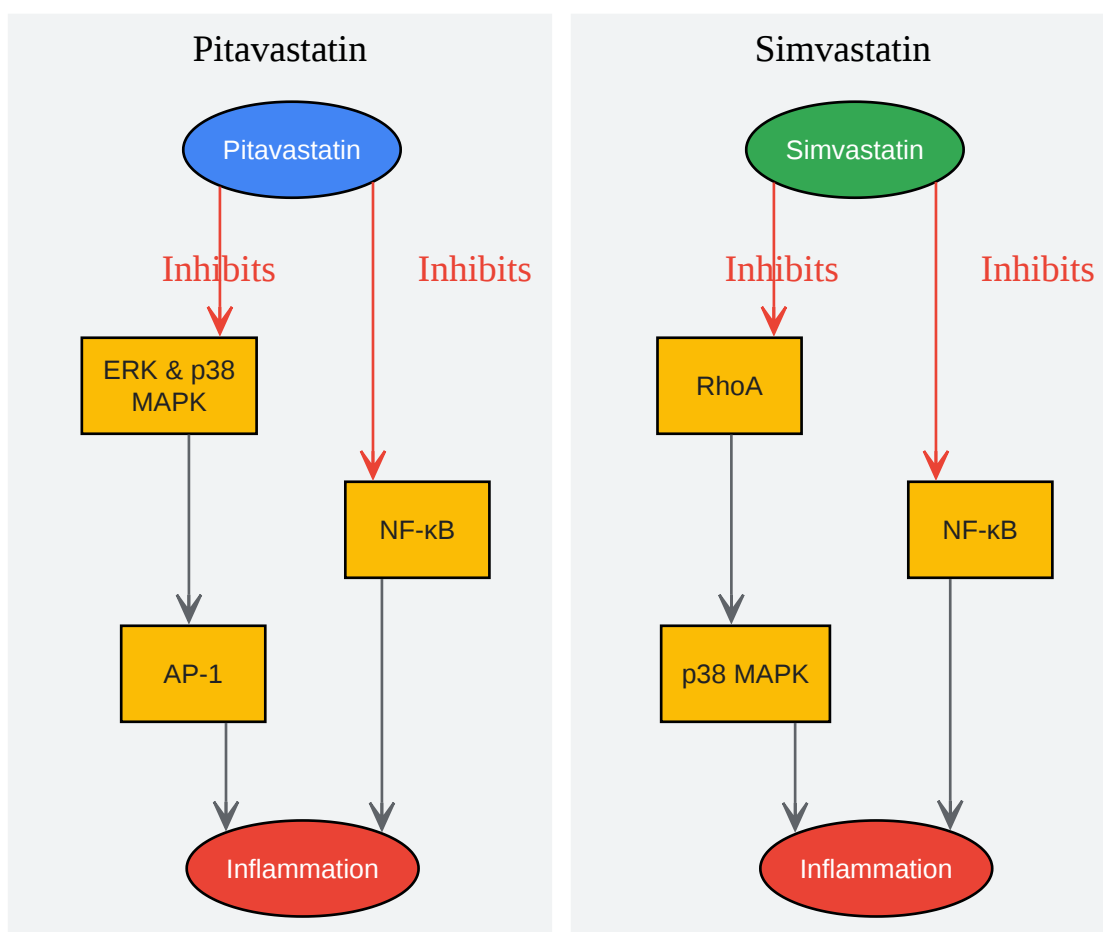 Pitavastatin
Pitavastatin
Inhibits
Inhibits
ERK & p38
MAPK
NF-κB
AP-1
Inflammation
Simvastatin
Simvastatin
Inhibits
Inhibits
RhoA
NF-κB
p38 MAPK
Inflammation